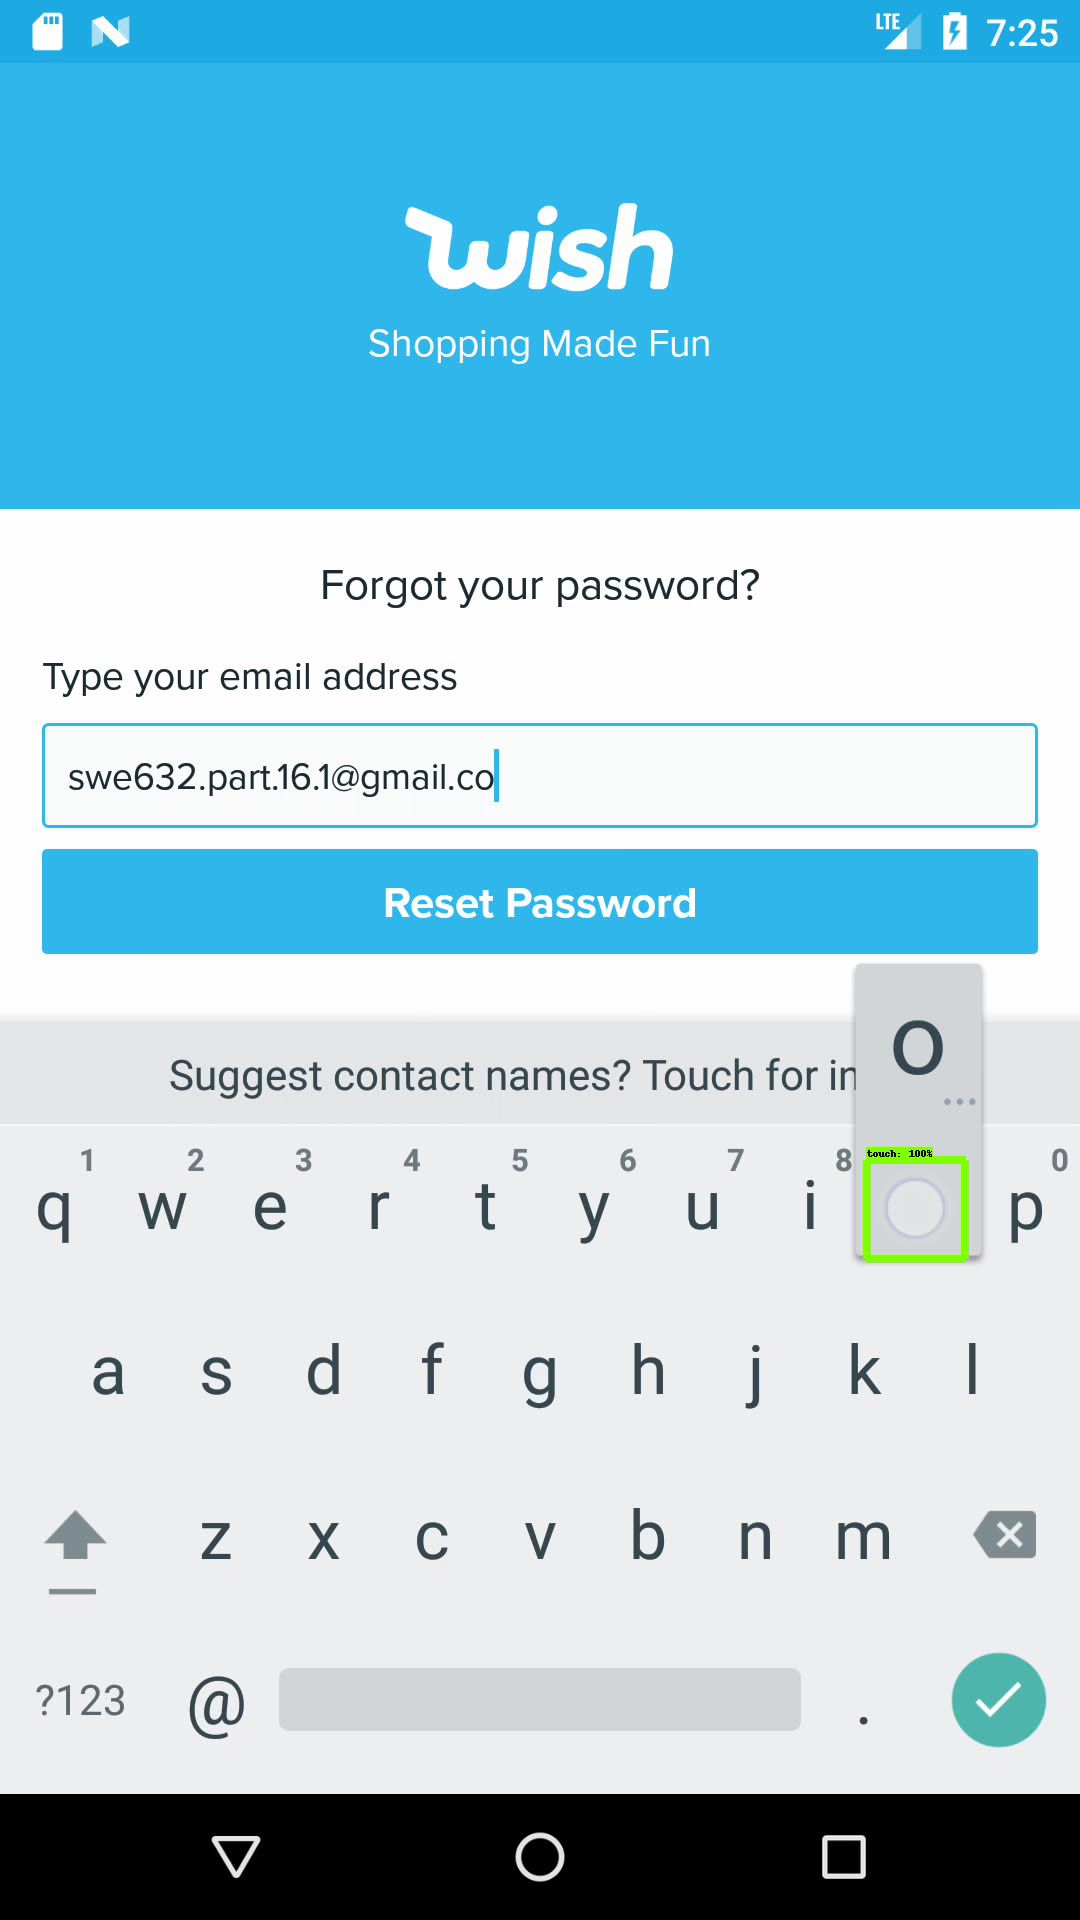 LTE 7:25
wish
Shopping Made Fun
Forgot your password?
Type your email address
swe632.part.16.1@gmail.co
Reset Password
o
...
Suggest contact names? Touch for in
touch: 100%
1 2 3 4 5 6 7 8 0
q w e r t y u i p
a s d f g h j k l
z x c v b n m
?123 @ .